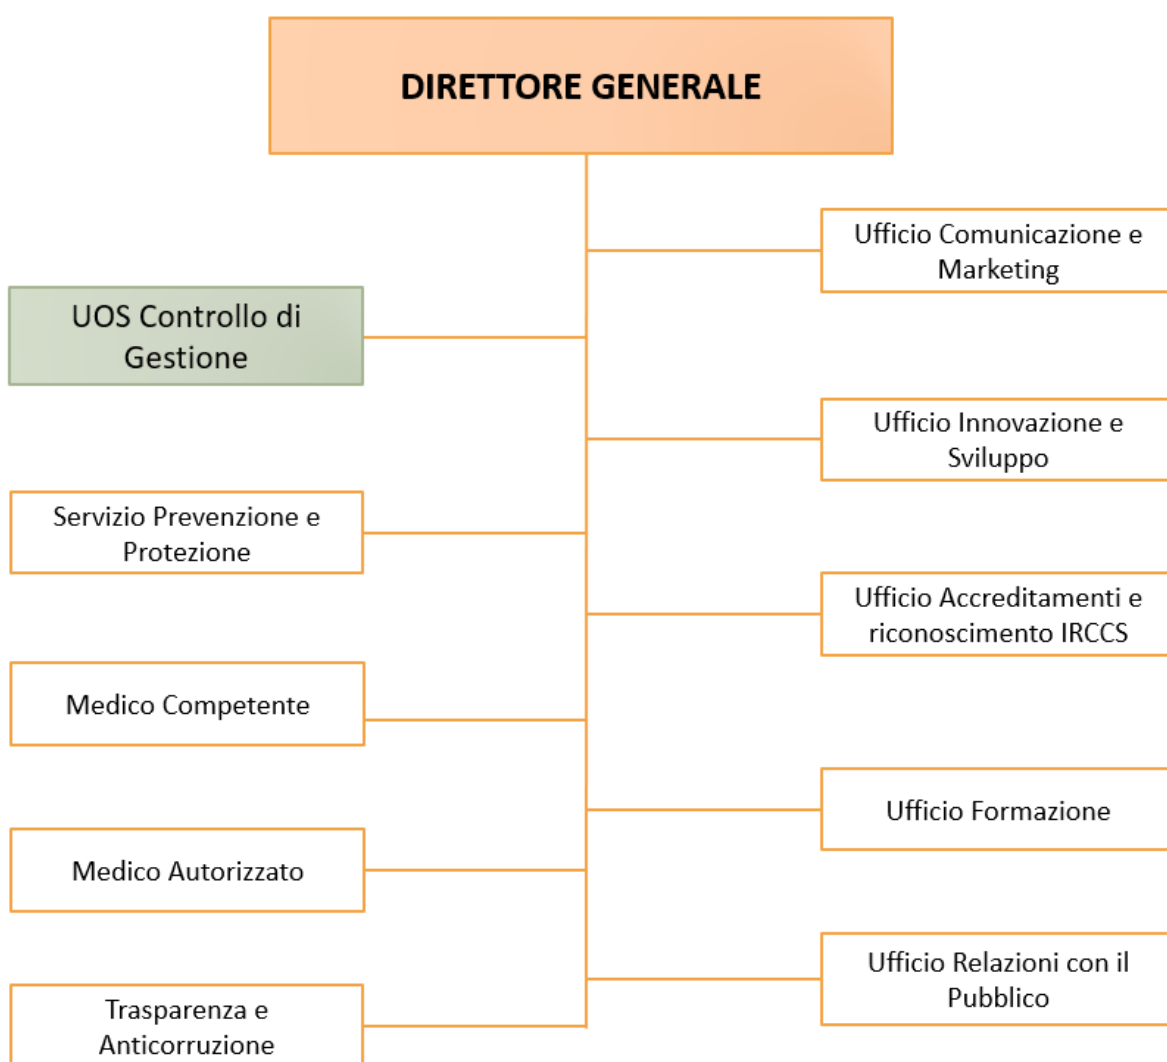 DIRETTORE GENERALE
Ufficio Comunicazione e
Marketing
UOS Controllo di
Gestione
Ufficio Innovazione e
Sviluppo
Servizio Prevenzione e
Protezione
Ufficio Accreditamenti e
riconoscimento IRCCS
Medico Competente
Ufficio Formazione
Medico Autorizzato
Ufficio Relazioni con il
Pubblico
Trasparenza e
Anticorruzione